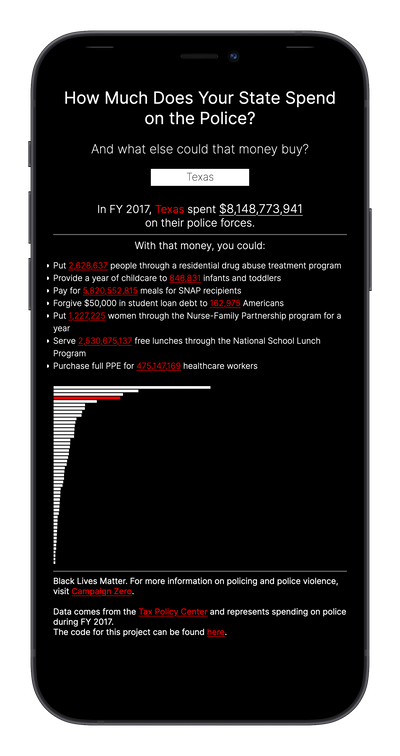 How Much Does Your State Spend
on the Police?
And what else could that money buy?
Texas
In FY 2017, Texas spent $8,148,773,941
on their police forces.
With that money, you could:
Put 2,628,637 people through a residential drug abuse treatment program
Provide a year of childcare to 848,831 infants and toddlers
Pay for 5,820,552,815 meals for SNAP recipients
Forgive $50,000 in student loan debt to 162,975 Americans
Put 1,227,225 women through the Nurse-Family Partnership program for a
year
Serve 2,530,675,137 free lunches through the National School Lunch
Program
Purchase full PPE for 475,147,169 healthcare workers
Black Lives Matter. For more information on policing and police violence,
visit Campaign Zero.
Data comes from the Tax Policy Center and represents spending on police
during FY 2017.
The code for this project can be found here.